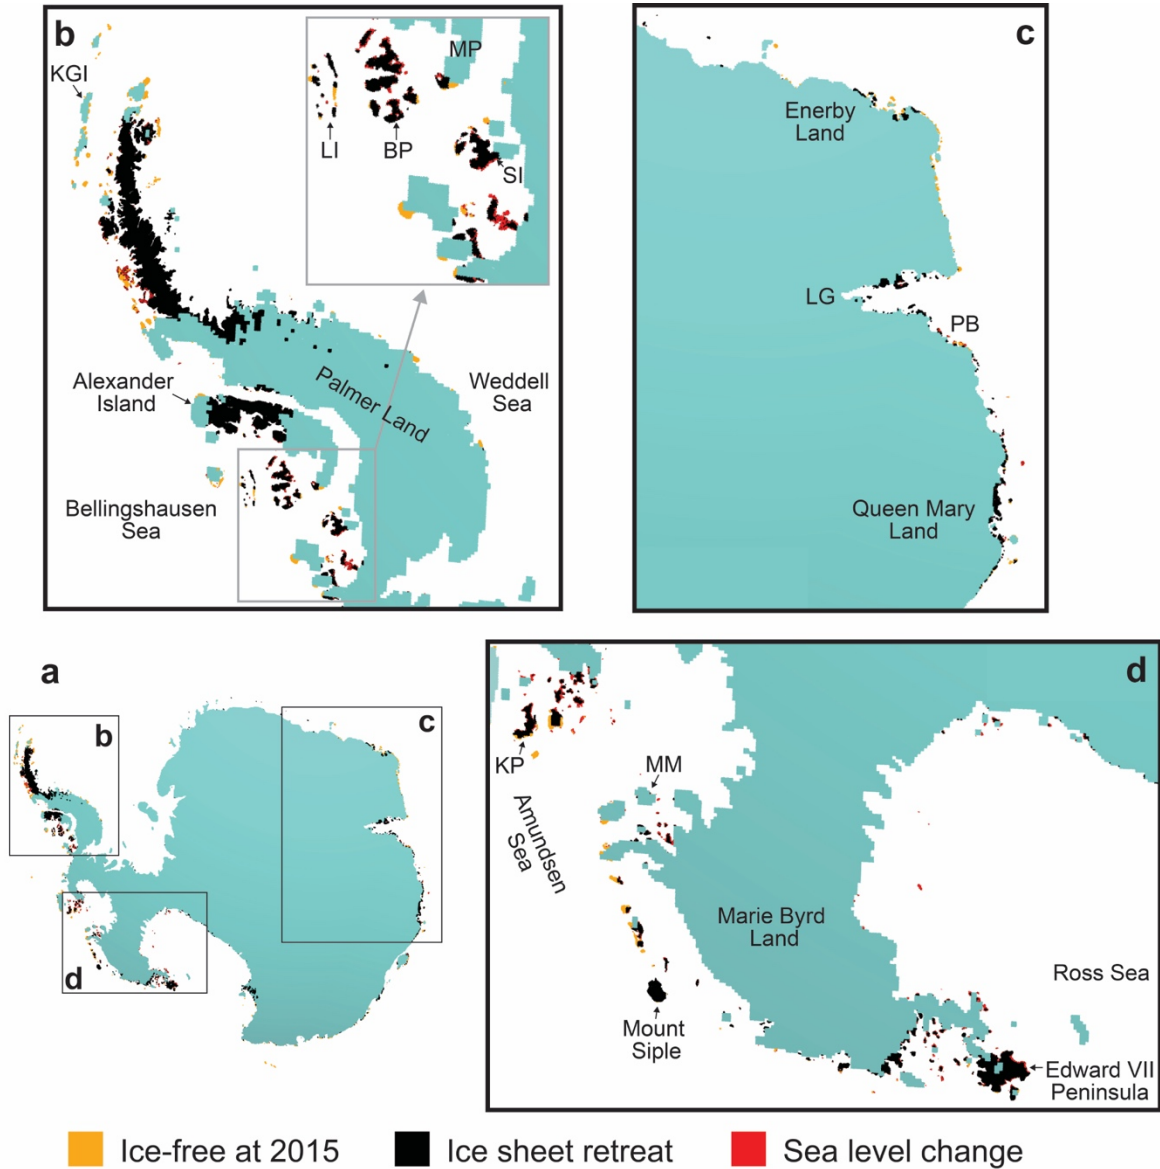 b
KGI
MP
LI
BP
SI
Alexander
Island
Palmer Land
Weddell
Sea
Bellingshausen
Sea
c
Enerby
Land
LG
PB
Queen Mary
Land
a
b
c
d
d
KP
MM
Amundsen
Sea
Marie Byrd
Land
Ross Sea
Mount
Siple
Edward VII
Peninsula
Ice-free at 2015
Ice sheet retreat
Sea level change